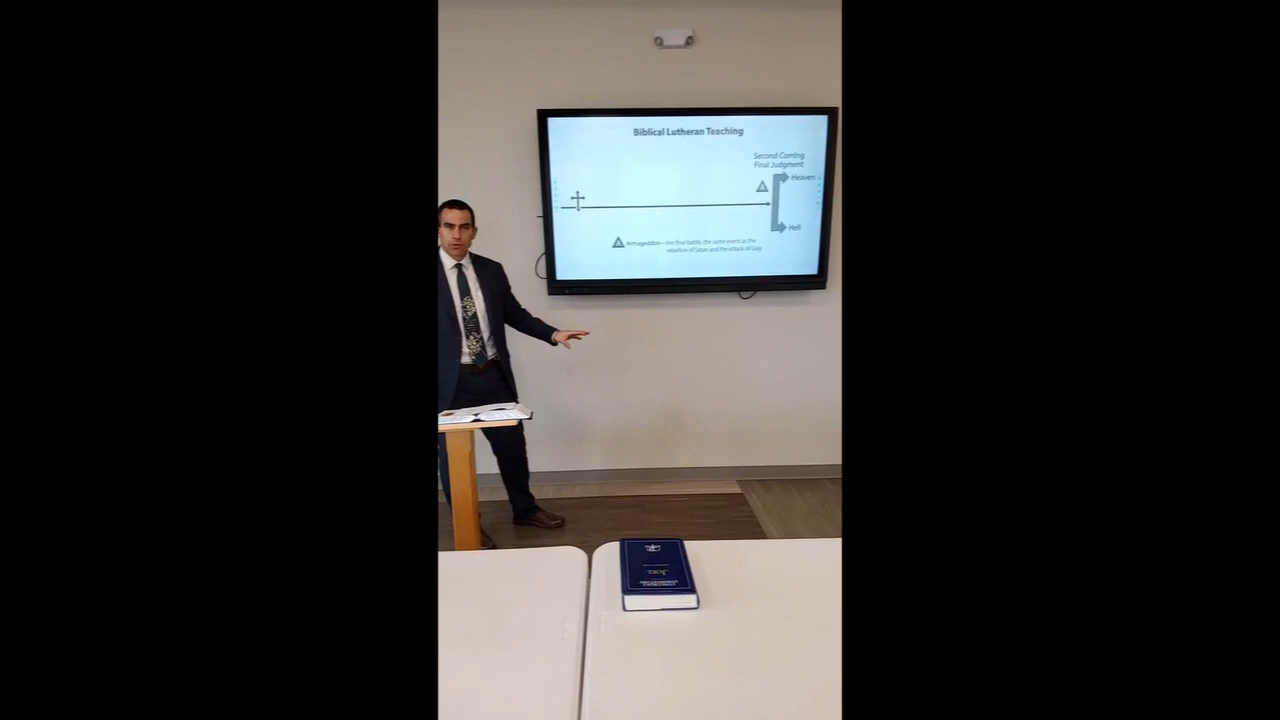 Biblical Lutheran Teaching
Second Coming
Final Judgment
Heaven
Hell
Armageddon—the final battle; the same event as the
rebellion of Satan and the attack of Gog.
JOEL